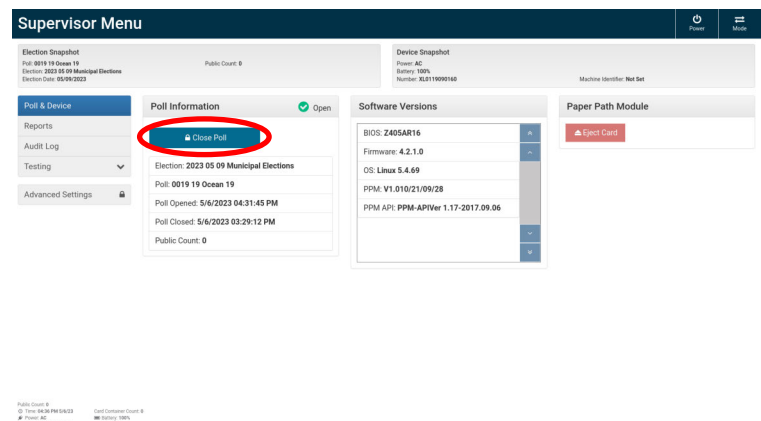 Supervisor Menu
Power
Mode
Election Snapshot
Poll: 0019 19 Ocean 19
Public Count: 0
Election: 2023 05 09 Municipal Elections
Election Date: 05/09/2023
Device Snapshot
Power: AC
Battery: 100%
Number: XL0119090160
Machine Identifier: Not Set
Poll & Device
Reports
Audit Log
Testing
Advanced Settings
Poll Information
Open
Close Poll
Election: 2023 05 09 Municipal Elections
Poll: 0019 19 Ocean 19
Poll Opened: 5/6/2023 04:31:45 PM
Poll Closed: 5/6/2023 03:29:12 PM
Public Count: 0
Software Versions
BIOS: Z405AR16
Firmware: 4.2.1.0
OS: Linux 5.4.69
PPM: V1.010/21/09/28
PPM API: PPM-APIVer 1.17-2017.09.06
Paper Path Module
Eject Card
Public Count: 0
Time: 04:36 PM 5/6/23
Card Container Count: 0
Power: AC
Battery: 100%